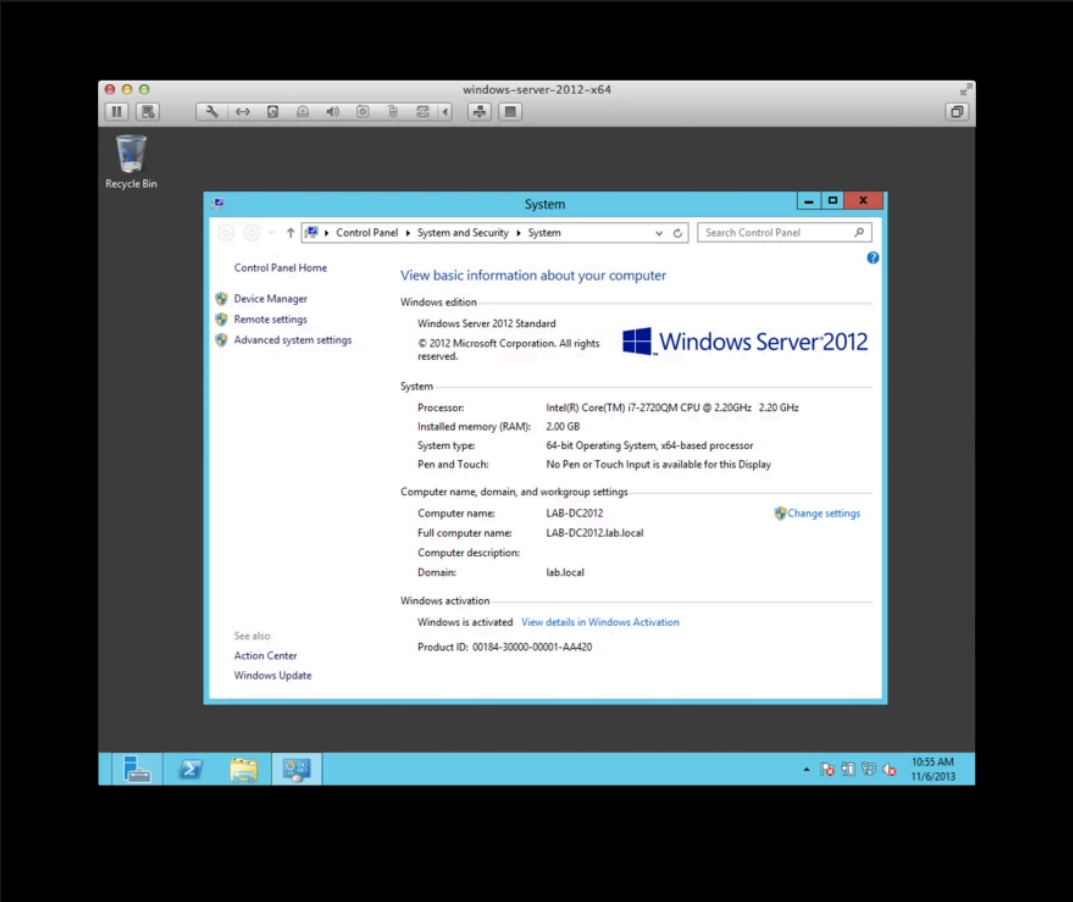 windows-server-2012-x64
Recycle Bin
System
Control Panel System and Security System
Search Control Panel
Control Panel Home
Device Manager
Remote settings
Advanced system settings
View basic information about your computer
Windows edition
Windows Server 2012 Standard
© 2012 Microsoft Corporation. All rights
reserved.
Windows Server 2012
System
Processor: Intel(R) Core(TM) i7-2720QM CPU @ 2.20GHz 2.20 GHz
Installed memory (RAM): 2.00 GB
System type: 64-bit Operating System, x64-based processor
Pen and Touch: No Pen or Touch Input is available for this Display
Computer name, domain, and workgroup settings
Computer name: LAB-DC2012
Change settings
Full computer name: LAB-DC2012.lab.local
Computer description:
Domain: lab.local
Windows activation
Windows is activated View details in Windows Activation
Product ID: 00184-30000-00001-AA420
See also
Action Center
Windows Update
10:55 AM
11/6/2013